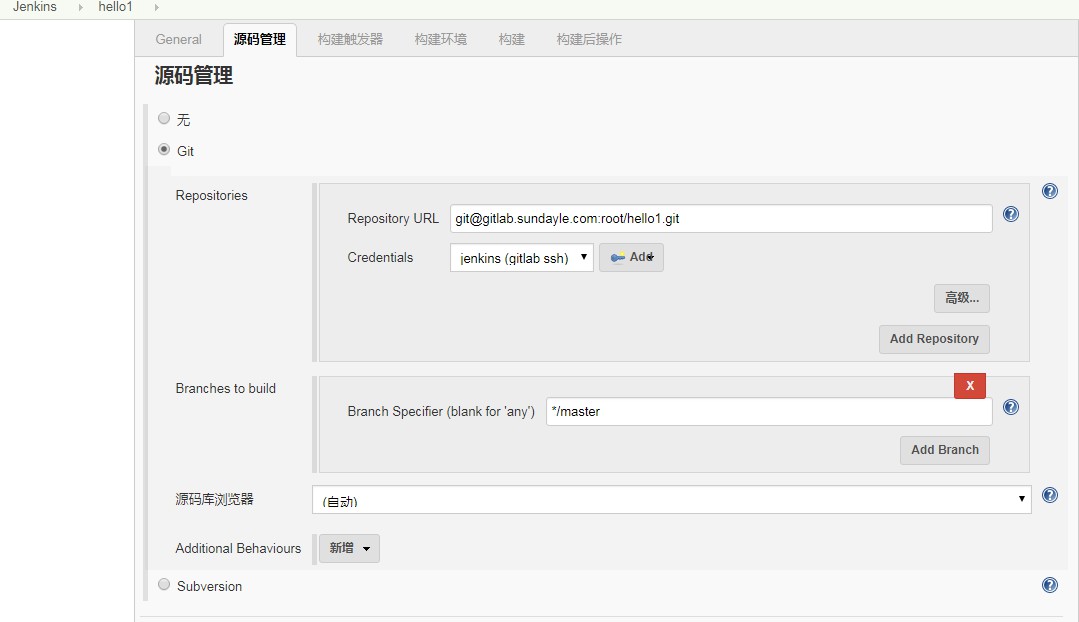 Jenkins hello1
General 源码管理 构建触发器 构建环境 构建 构建后操作
源码管理
无
Git
Repositories
Repository URL git@gitlab.sundayle.com:root/hello1.git
Credentials jenkins (gitlab ssh) Add
高级...
Add Repository
Branches to build
X
Branch Specifier (blank for 'any') */master
Add Branch
源码库浏览器 (自动)
Additional Behaviours 新增
Subversion